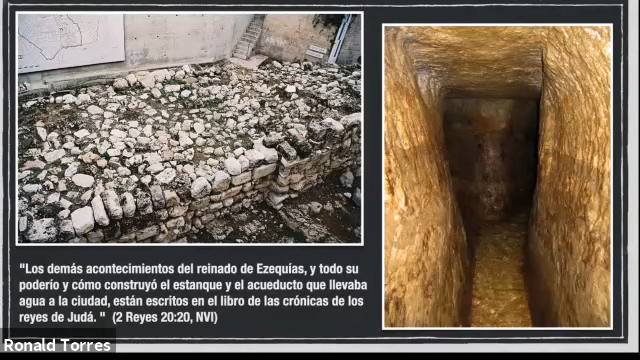 "Los demás acontecimientos del reinado de Ezequías, y todo su
poderío y cómo construyó el estanque y el acueducto que llevaba
agua a la ciudad, están escritos en el libro de las crónicas de los
reyes de Judá. " (2 Reyes 20:20, NVI)
Ronald Torres